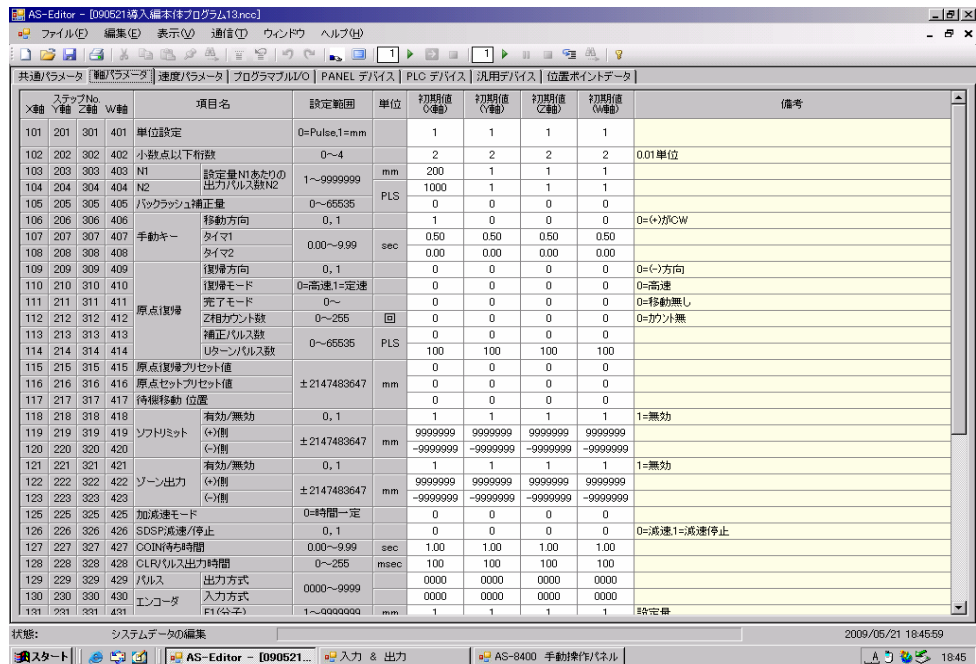 AS-Editor - [090521導入編本体プログラム13.ncc]
ファイル(F) 編集(E) 表示(V) 通信(T) ウィンドウ ヘルプ(H)
1 1
共通パラメータ 軸パラメータ 速度パラメータ プログラマブルI/O PANEL デバイス PLC デバイス 汎用デバイス 位置ポイントデータ
ステップNo. X軸 Y軸 Z軸 W軸 項目名 設定範囲 単位 初期値(X軸) 初期値(Y軸) 初期値(Z軸) 初期値(W軸) 備考
101 201 301 401 単位設定 0=Pulse,1=mm 1 1 1 1
102 202 302 402 小数点以下桁数 0～4 2 2 2 2 0.01単位
103 203 303 403 N1 設定量N1あたりの出力パルス数N2 1～9999999 mm 200 1 1 1
104 204 304 404 N2 PLS 1000 1 1 1
105 205 305 405 バックラッシュ補正量 0～65535 0 0 0 0
106 206 306 406 手動キー 移動方向 0, 1 1 0 0 0 0=(+)がCW
107 207 307 407 タイマ1 0.00～9.99 sec 0.50 0.50 0.50 0.50
108 208 308 408 タイマ2 0.00 0.00 0.00 0.00
109 209 309 409 原点復帰 復帰方向 0, 1 0 0 0 0 0=(-)方向
110 210 310 410 復帰モード 0=高速,1=定速 0 0 0 0 0=高速
111 211 311 411 完了モード 0～ 0 0 0 0 0=移動無し
112 212 312 412 Z相カウント数 0～255 回 0 0 0 0 0=カウント無
113 213 313 413 補正パルス数 0～65535 PLS 0 0 0 0
114 214 314 414 Uターンパルス数 100 100 100 100
115 215 315 415 原点復帰プリセット値 ±2147483647 mm 0 0 0 0
116 216 316 416 原点セットプリセット値 0 0 0 0
117 217 317 417 待機移動 位置 0 0 0 0
118 218 318 418 ソフトリミット 有効/無効 0, 1 1 1 1 1 1=無効
119 219 319 419 (+)側 ±2147483647 mm 9999999 9999999 9999999 9999999
120 220 320 420 (-)側 -9999999 -9999999 -9999999 -9999999
121 221 321 421 ゾーン出力 有効/無効 0, 1 1 1 1 1 1=無効
122 222 322 422 (+)側 ±2147483647 mm 9999999 9999999 9999999 9999999
123 223 323 423 (-)側 -9999999 -9999999 -9999999 -9999999
125 225 325 425 加減速モード 0=時間一定 0 0 0 0
126 226 326 426 SDSP減速/停止 0, 1 0 0 0 0 0=減速,1=減速停止
127 227 327 427 COIN待ち時間 0.00～9.99 sec 1.00 1.00 1.00 1.00
128 228 328 428 CLRパルス出力時間 0～255 msec 100 100 100 100
129 229 329 429 パルス 出力方式 0000～9999 0000 0000 0000 0000
130 230 330 430 エンコーダ 入力方式 0000 0000 0000 0000
131 231 331 431 F1(分子) 1～9999999 mm 1 1 1 1 設定量
状態: システムデータの編集 2009/05/21 18:45:59
スタート AS-Editor - [090521... 入力 & 出力 AS-8400 手動操作パネル A 18:45